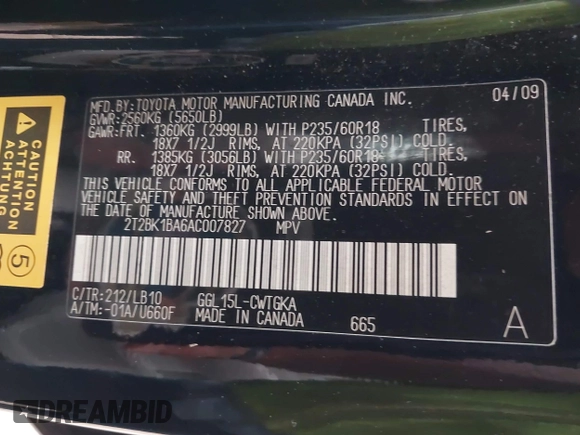 MFD.BY:TOYOTA MOTOR MANUFACTURING CANADA INC. 04/09
GVWR:2560KG (5650LB)
GAWR:FRT. 1360KG (2999LB) WITH P235/60R18 TIRES,
18X7 1/2J RIMS, AT 220KPA (32PSI) COLD.
RR. 1385KG (3056LB) WITH P235/60R18 TIRES,
18X7 1/2J RIMS, AT 220KPA (32PSI) COLD.
THIS VEHICLE CONFORMS TO ALL APPLICABLE FEDERAL MOTOR
VEHICLE SAFETY AND THEFT PREVENTION STANDARDS IN EFFECT ON THE
DATE OF MANUFACTURE SHOWN ABOVE.
2T2BK1BA6AC007827 MPV
C/TR:212/LB10 GGL15L-CWTGKA
A/TM:-01A/U660F MADE IN CANADA 665 A
CAUTION
ATTENTION
ACHTUNG
5
DREAMBID